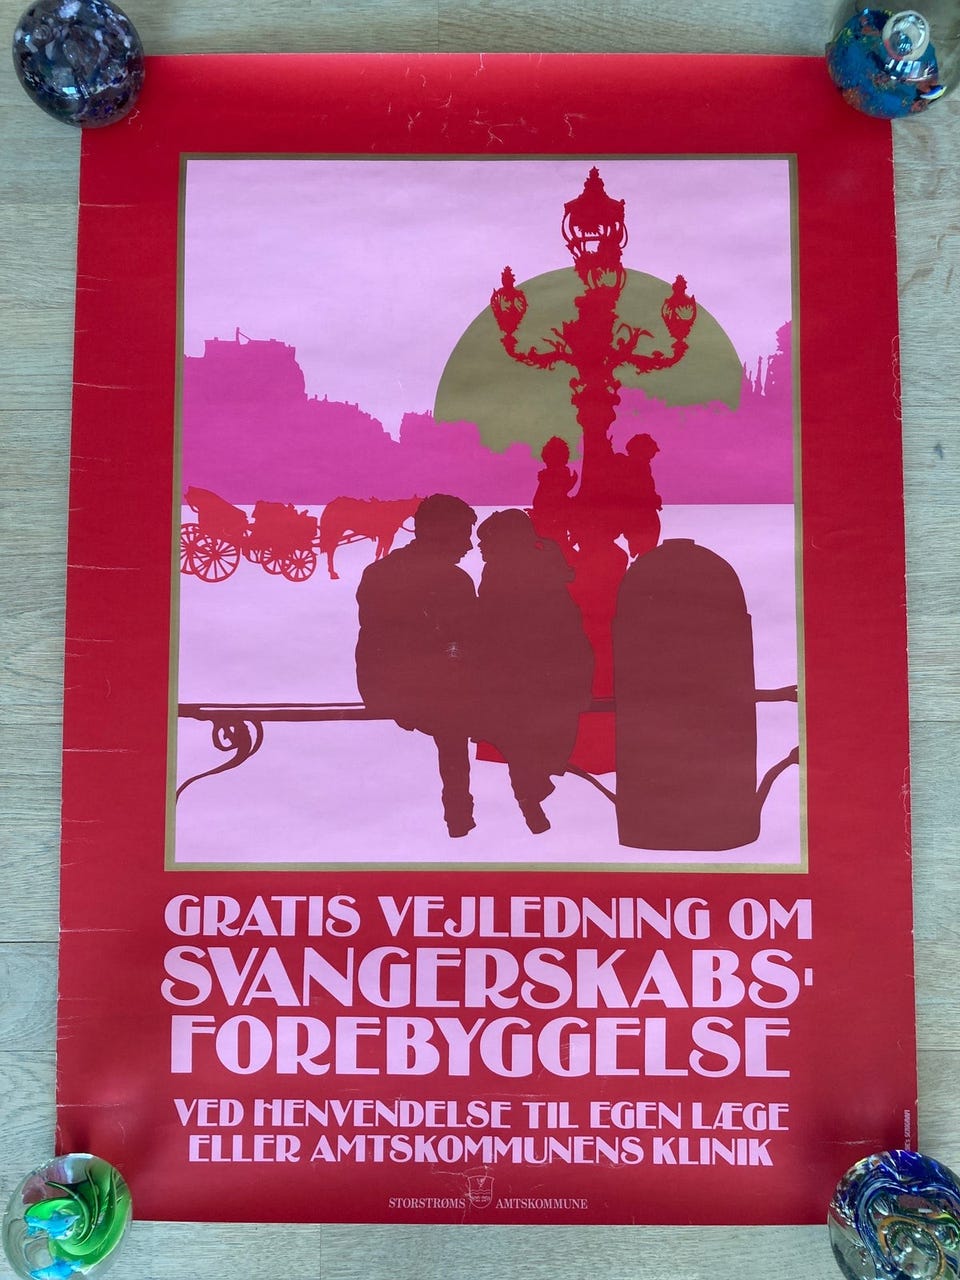 GRATIS VEJLEDNING OM
SVANGERSKABS-
FOREBYGGELSE
VED HENVENDELSE TIL EGEN LÆGE
ELLER AMTSKOMMUNENS KLINIK
STORSTRØMS AMTSKOMMUNE